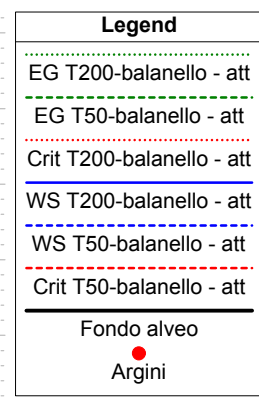 Legend
EG T200-balanello - att
EG T50-balanello - att
Crit T200-balanello - att
WS T200-balanello - att
WS T50-balanello - att
Crit T50-balanello - att
Fondo alveo
Argini